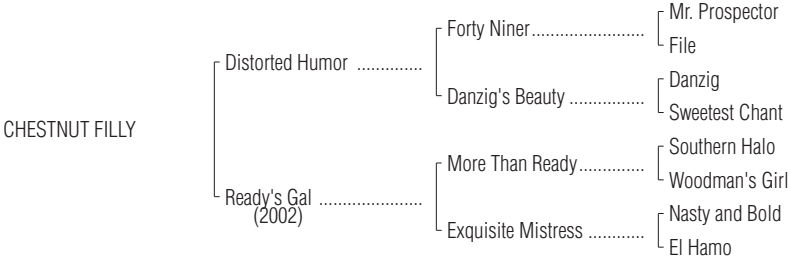 Mr. Prospector
Forty Niner.......................
File
Distorted Humor ..............
Danzig
Danzig's Beauty ................
Sweetest Chant
CHESTNUT FILLY
Southern Halo
More Than Ready..............
Woodman's Girl
Ready's Gal ......................
(2002)
Nasty and Bold
Exquisite Mistress ............
El Hamo